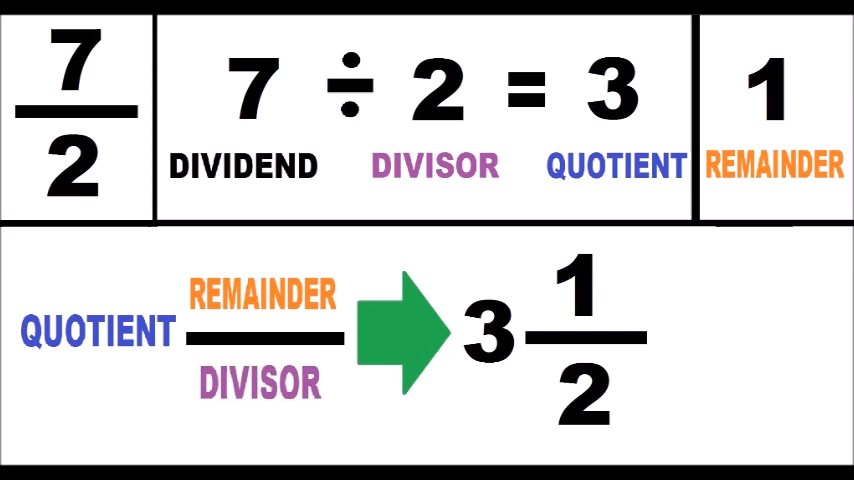 7
2
7 ÷ 2 = 3
DIVIDEND DIVISOR QUOTIENT
1
REMAINDER
QUOTIENT
REMAINDER
DIVISOR
3
1
2